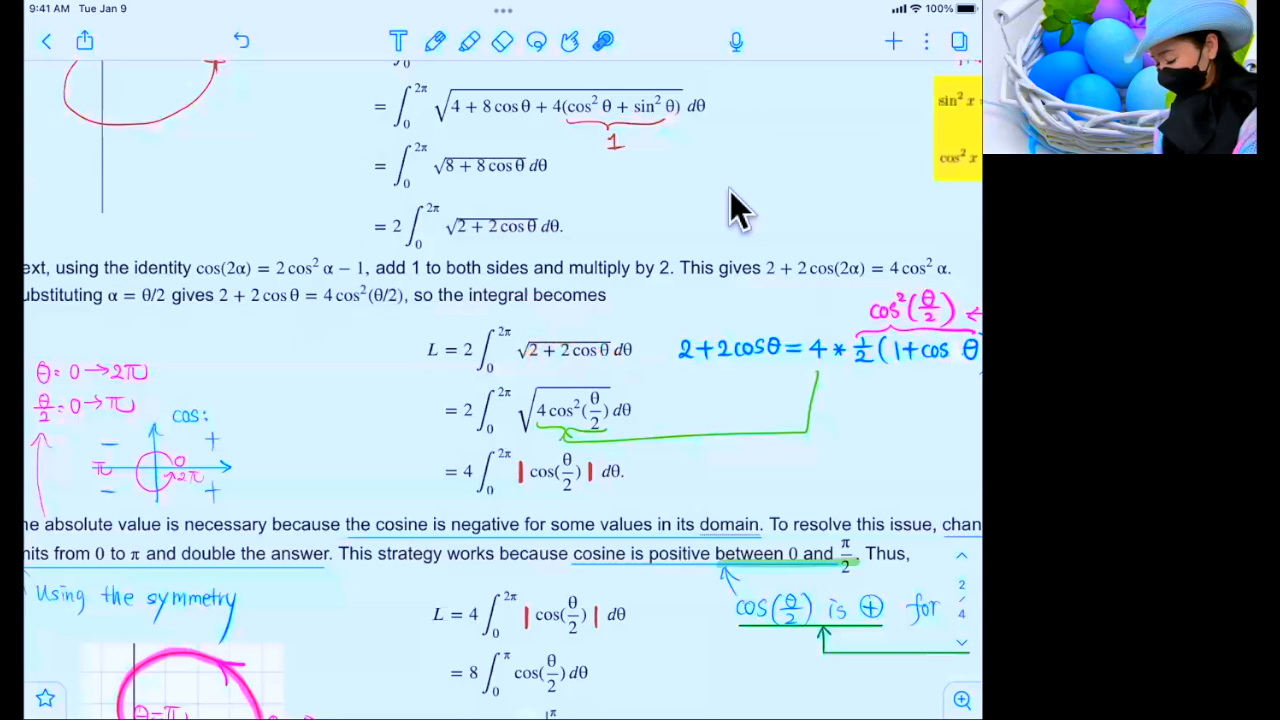 9:41 AM Tue Jan 9
100%
= ∫₀^{2π} √(4 + 8 cos θ + 4(cos² θ + sin² θ)) dθ
1
sin² x
cos² x
= ∫₀^{2π} √(8 + 8 cos θ) dθ
= 2 ∫₀^{2π} √(2 + 2 cos θ) dθ.
ext, using the identity cos(2α) = 2 cos² α − 1, add 1 to both sides and multiply by 2. This gives 2 + 2 cos(2α) = 4 cos² α.
ubstituting α = θ/2 gives 2 + 2 cos θ = 4 cos²(θ/2), so the integral becomes
cos²(θ/2) ←
L = 2 ∫₀^{2π} √(2 + 2 cos θ) dθ
2+2cosθ = 4 * ½ (1+cos θ
θ = 0 → 2π
θ/2 = 0 → π
= 2 ∫₀^{2π} √(4 cos²(θ/2)) dθ
cos:
− +
π 0
2π
− +
= 4 ∫₀^{2π} | cos(θ/2) | dθ.
he absolute value is necessary because the cosine is negative for some values in its domain. To resolve this issue, chan
nits from 0 to π and double the answer. This strategy works because cosine is positive between 0 and π/2. Thus,
Using the symmetry
cos(θ/2) is ⊕ for
2
/
4
L = 4 ∫₀^{2π} | cos(θ/2) | dθ
= 8 ∫₀^{π} cos(θ/2) dθ
θ=π
|π